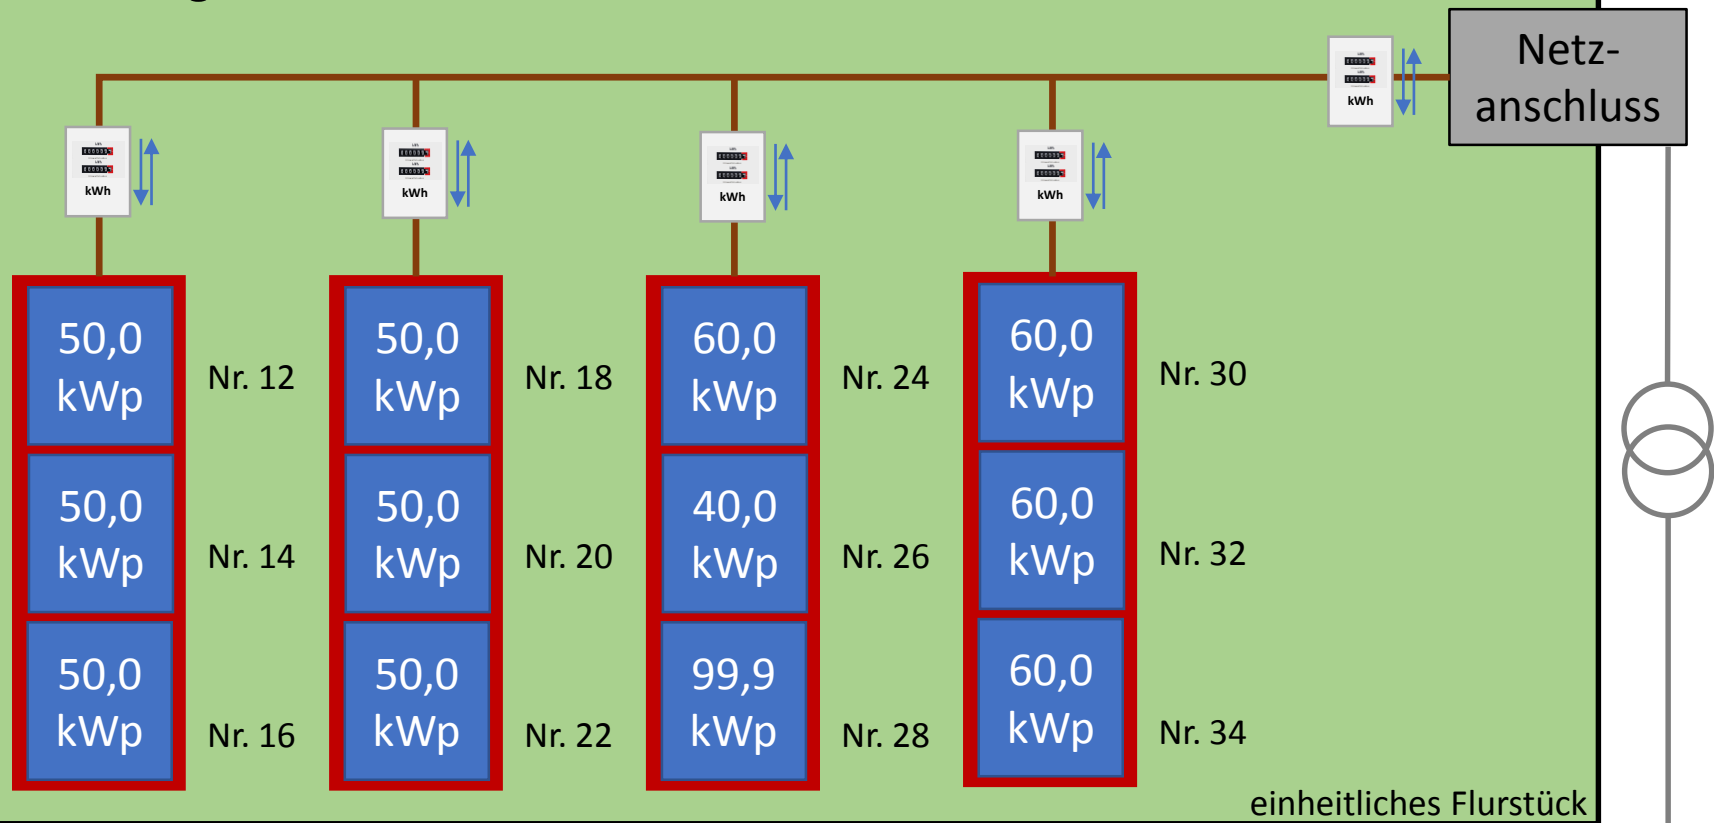 Netz-
anschluss
kWh
kWh
kWh
kWh
kWh
50,0
kWp
Nr. 12
50,0
kWp
Nr. 18
60,0
kWp
Nr. 24
60,0
kWp
Nr. 30
50,0
kWp
Nr. 14
50,0
kWp
Nr. 20
40,0
kWp
Nr. 26
60,0
kWp
Nr. 32
50,0
kWp
Nr. 16
50,0
kWp
Nr. 22
99,9
kWp
Nr. 28
60,0
kWp
Nr. 34
einheitliches Flurstück